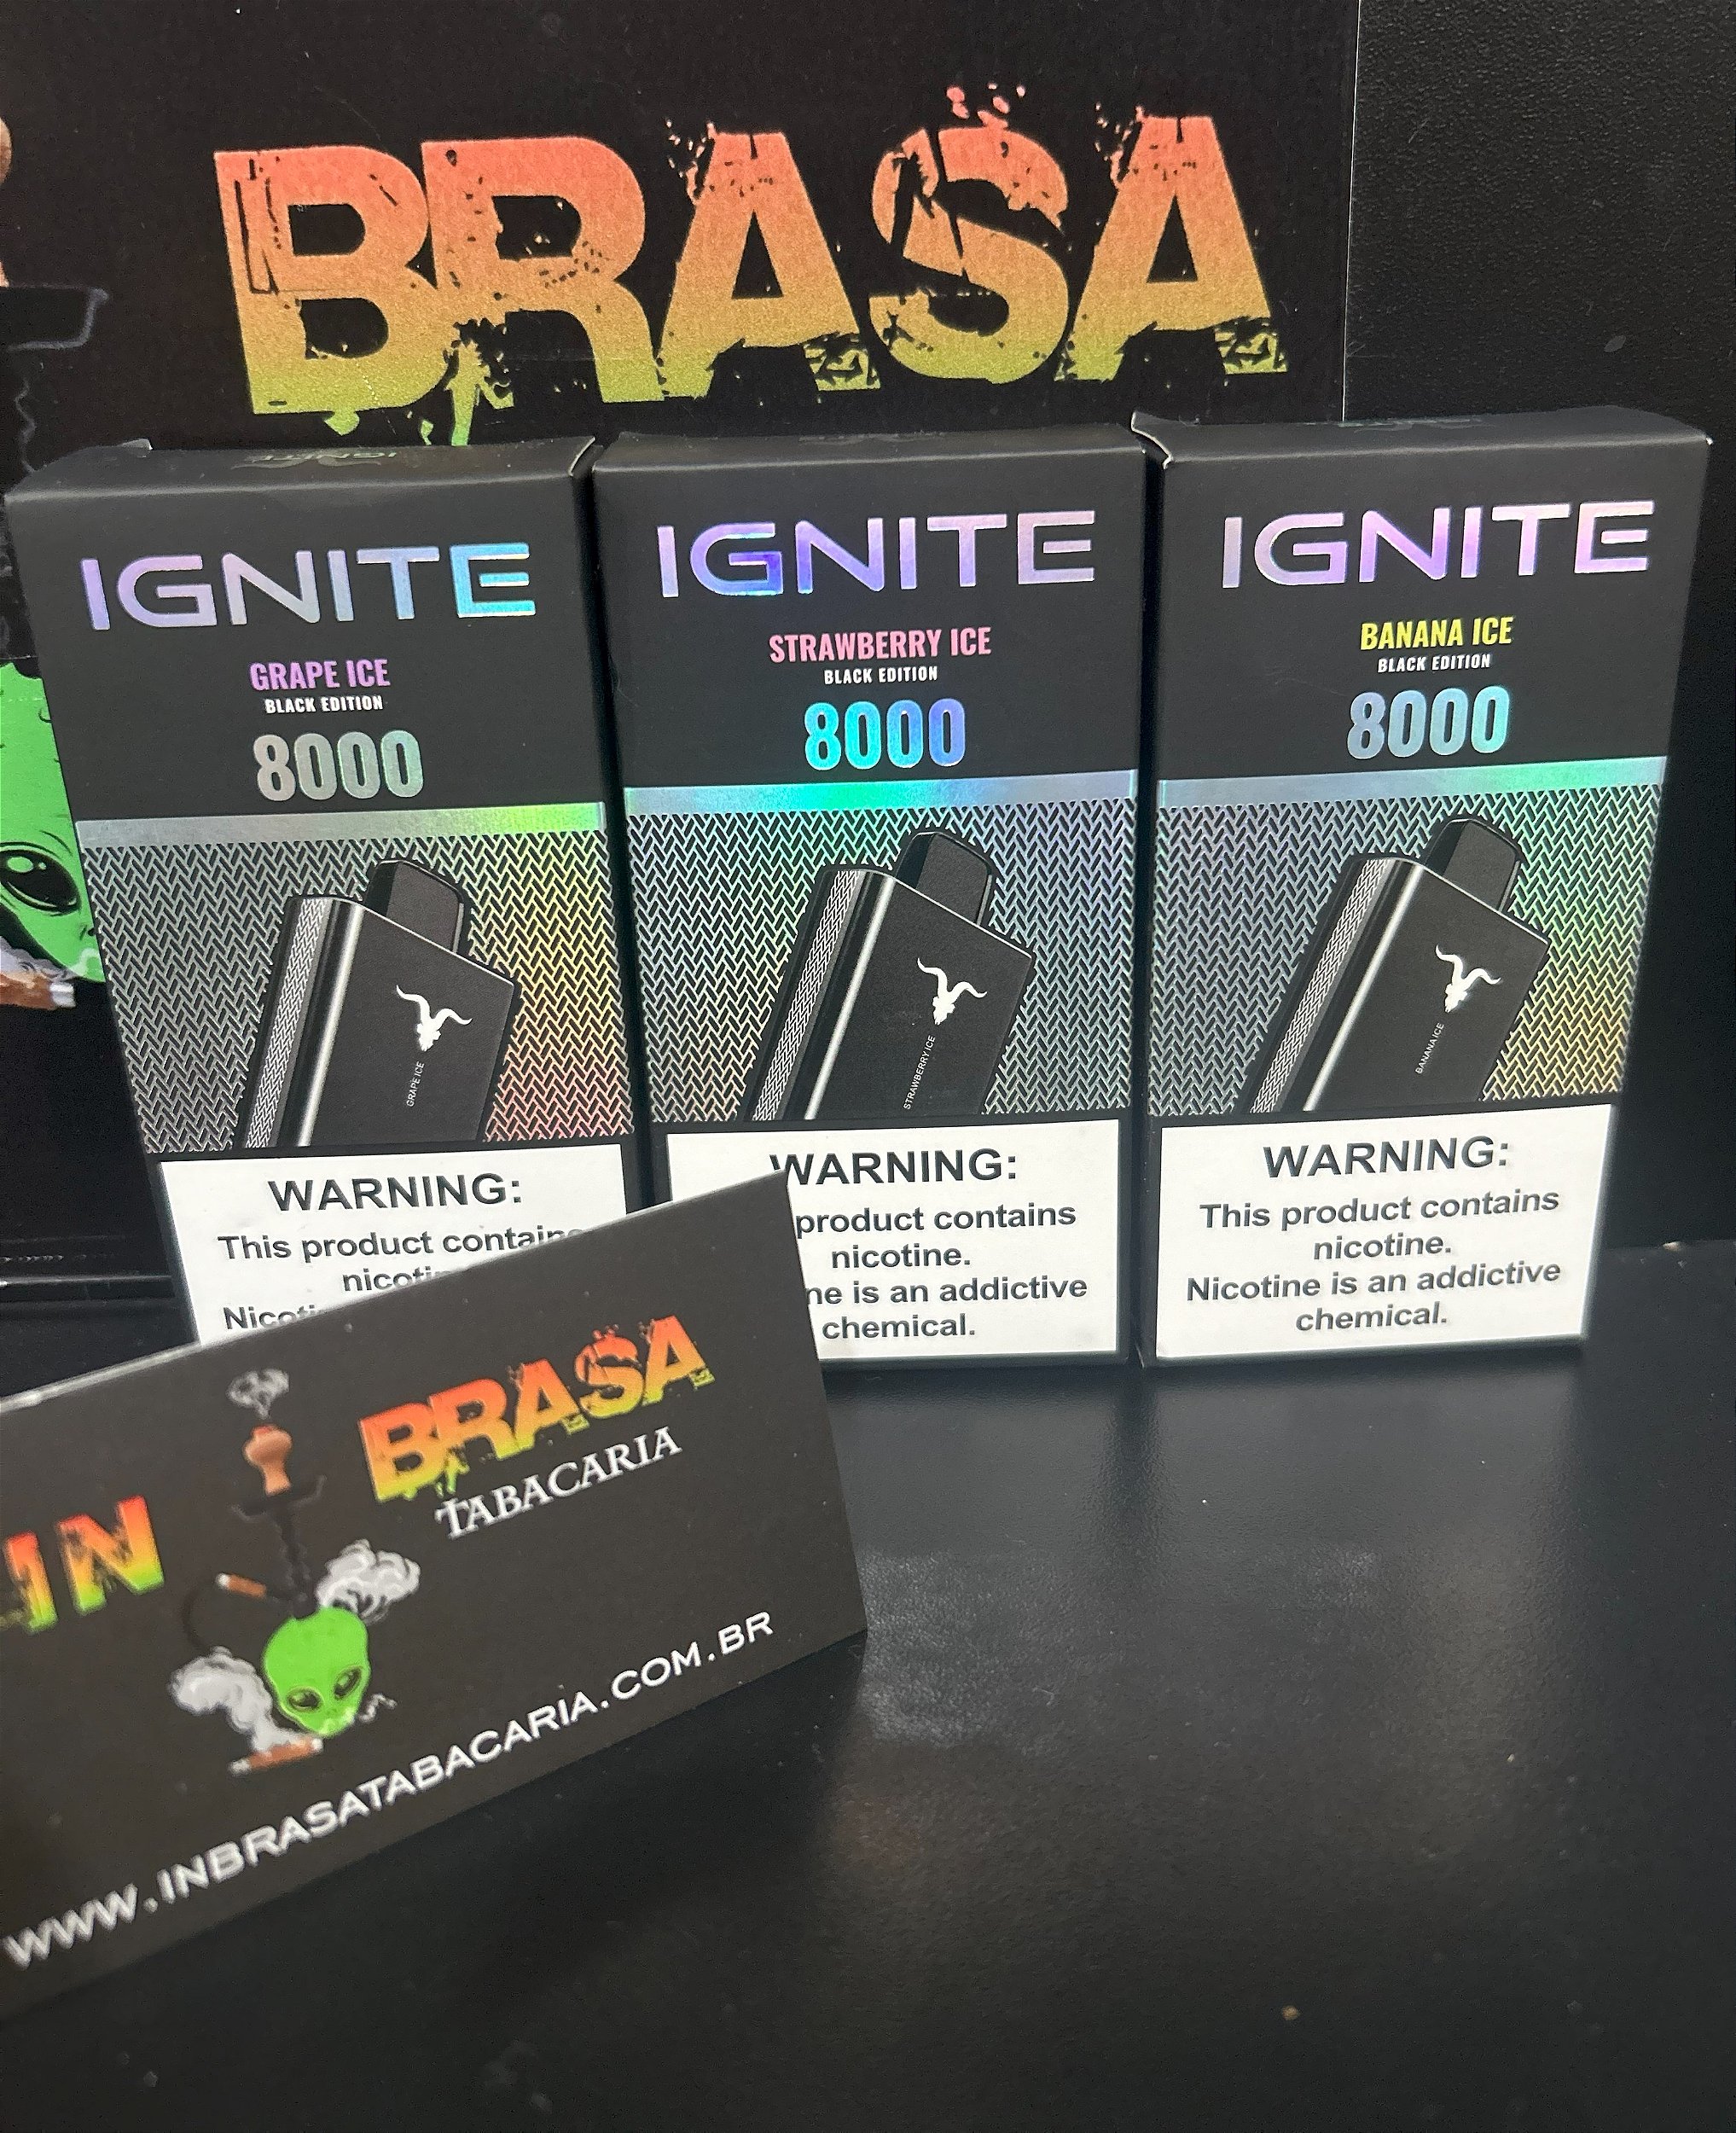 BRASA
IGNITE
GRAPE ICE
BLACK EDITION
8000
GRAPE ICE
WARNING:
This product
IGNITE
STRAWBERRY ICE
BLACK EDITION
8000
STRAWBERRY ICE
WARNING:
product contains
nicotine.
is an addictive
chemical.
IGNITE
BANANA ICE
BLACK EDITION
8000
BANANA ICE
WARNING:
This product contains
nicotine.
Nicotine is an addictive
chemical.
IN BRASA
TABACARIA
WWW.INBRASATABACARIA.COM.BR